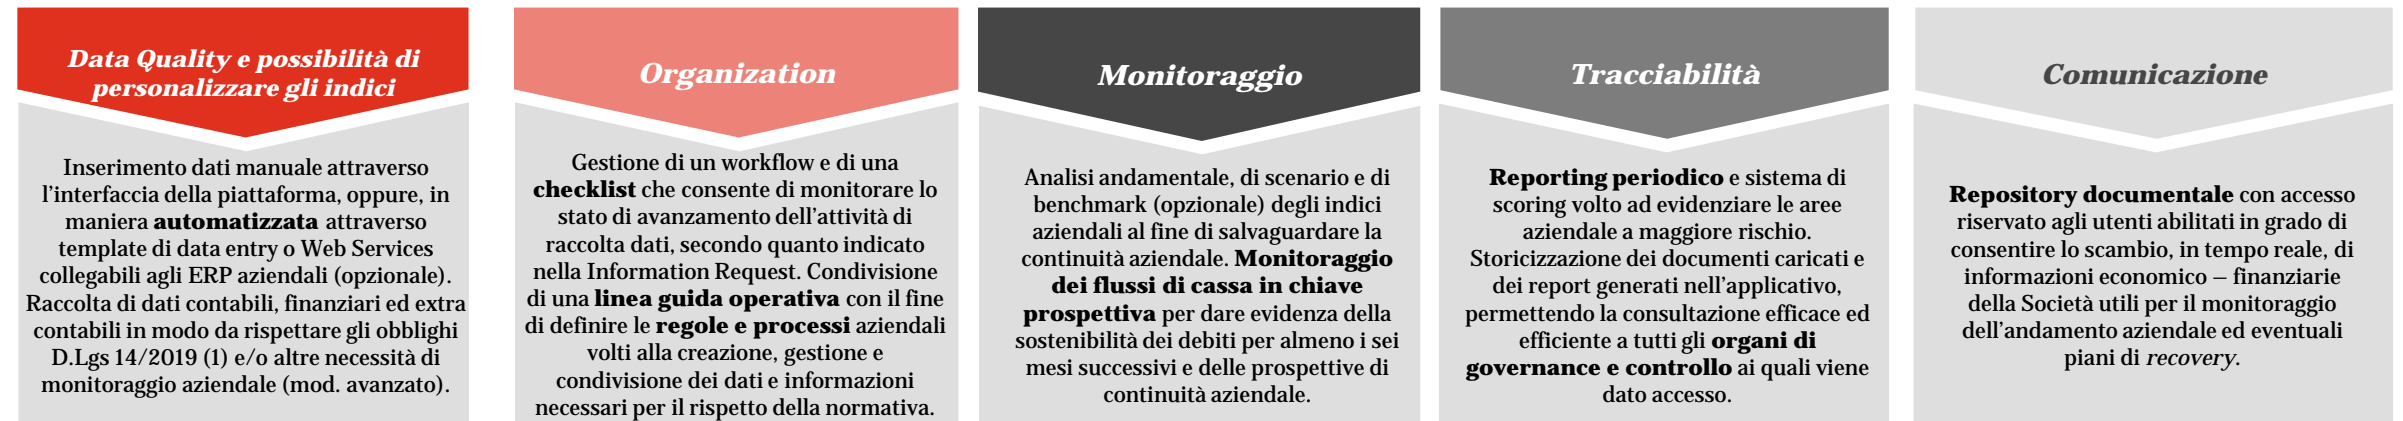 Data Quality e possibilità di
personalizzare gli indici
Inserimento dati manuale attraverso
l'interfaccia della piattaforma, oppure, in
maniera automatizzata attraverso
template di data entry o Web Services
collegabili agli ERP aziendali (opzionale).
Raccolta di dati contabili, finanziari ed extra
contabili in modo da rispettare gli obblighi
D.Lgs 14/2019 (1) e/o altre necessità di
monitoraggio aziendale (mod. avanzato).
Organization
Gestione di un workflow e di una
checklist che consente di monitorare lo
stato di avanzamento dell'attività di
raccolta dati, secondo quanto indicato
nella Information Request. Condivisione
di una linea guida operativa con il fine
di definire le regole e processi aziendali
volti alla creazione, gestione e
condivisione dei dati e informazioni
necessari per il rispetto della normativa.
Monitoraggio
Analisi andamentale, di scenario e di
benchmark (opzionale) degli indici
aziendali al fine di salvaguardare la
continuità aziendale. Monitoraggio
dei flussi di cassa in chiave
prospettiva per dare evidenza della
sostenibilità dei debiti per almeno i sei
mesi successivi e delle prospettive di
continuità aziendale.
Tracciabilità
Reporting periodico e sistema di
scoring volto ad evidenziare le aree
aziendale a maggiore rischio.
Storicizzazione dei documenti caricati e
dei report generati nell'applicativo,
permettendo la consultazione efficace ed
efficiente a tutti gli organi di
governance e controllo ai quali viene
dato accesso.
Comunicazione
Repository documentale con accesso
riservato agli utenti abilitati in grado di
consentire lo scambio, in tempo reale, di
informazioni economico – finanziarie
della Società utili per il monitoraggio
dell'andamento aziendale ed eventuali
piani di recovery.